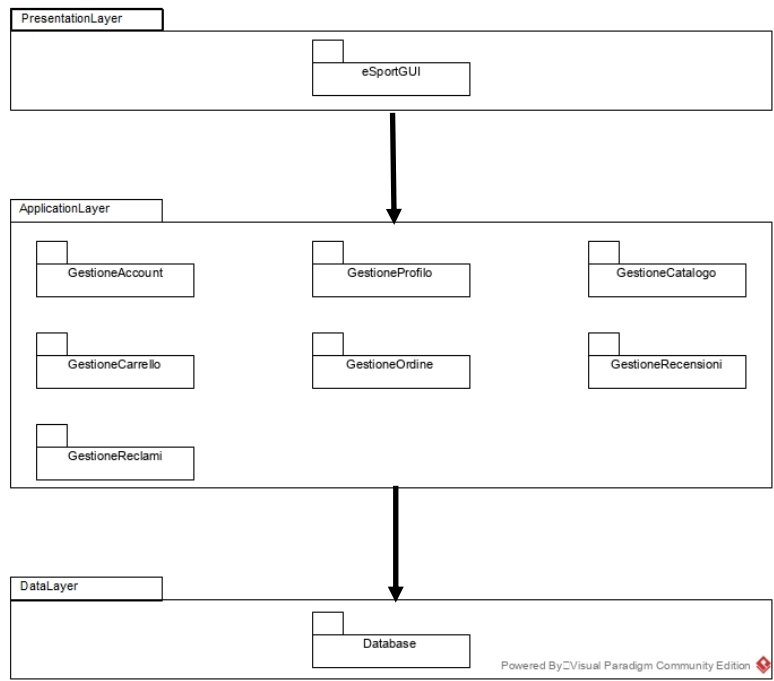 PresentationLayer
eSportGUI
ApplicationLayer
GestioneAccount
GestioneProfilo
GestioneCatalogo
GestioneCarrello
GestioneOrdine
GestioneRecensioni
GestioneReclami
DataLayer
Database
Powered By Visual Paradigm Community Edition